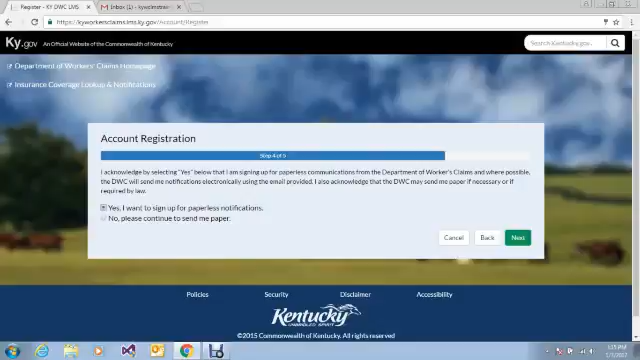 Register - KY DWC LMS
https://kyworkersclaims.lms.ky.gov/Account/Register
Ky.gov An Official Website of the Commonwealth of Kentucky
Search Kentucky.gov...
Department of Workers' Claims Homepage
Insurance Coverage Lookup & Notifications
Account Registration
Step 4 of 5
I acknowledge by selecting "Yes" below that I am signing up for paperless communications from the Department of Worker's Claims and where possible,
the DWC will send me notifications electronically using the email provided. I also acknowledge that the DWC may send me paper if necessary or if
required by law.
Yes, I want to sign up for paperless notifications.
No, please continue to send me paper.
Cancel Back Next
Policies Security Disclaimer Accessibility
Kentucky
UNBRIDLED SPIRIT
©2015 Commonwealth of Kentucky. All rights reserved